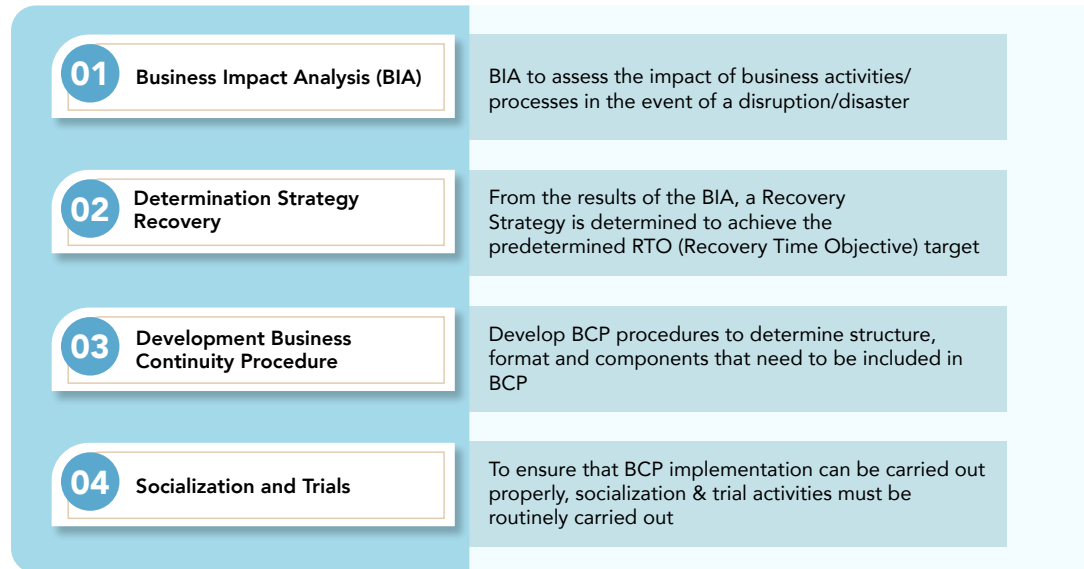 01
Business Impact Analysis (BIA)
BIA to assess the impact of business activities/
processes in the event of a disruption/disaster
02
Determination Strategy
Recovery
From the results of the BIA, a Recovery
Strategy is determined to achieve the
predetermined RTO (Recovery Time Objective) target
03
Development Business
Continuity Procedure
Develop BCP procedures to determine structure,
format and components that need to be included in
BCP
04
Socialization and Trials
To ensure that BCP implementation can be carried out
properly, socialization & trial activities must be
routinely carried out